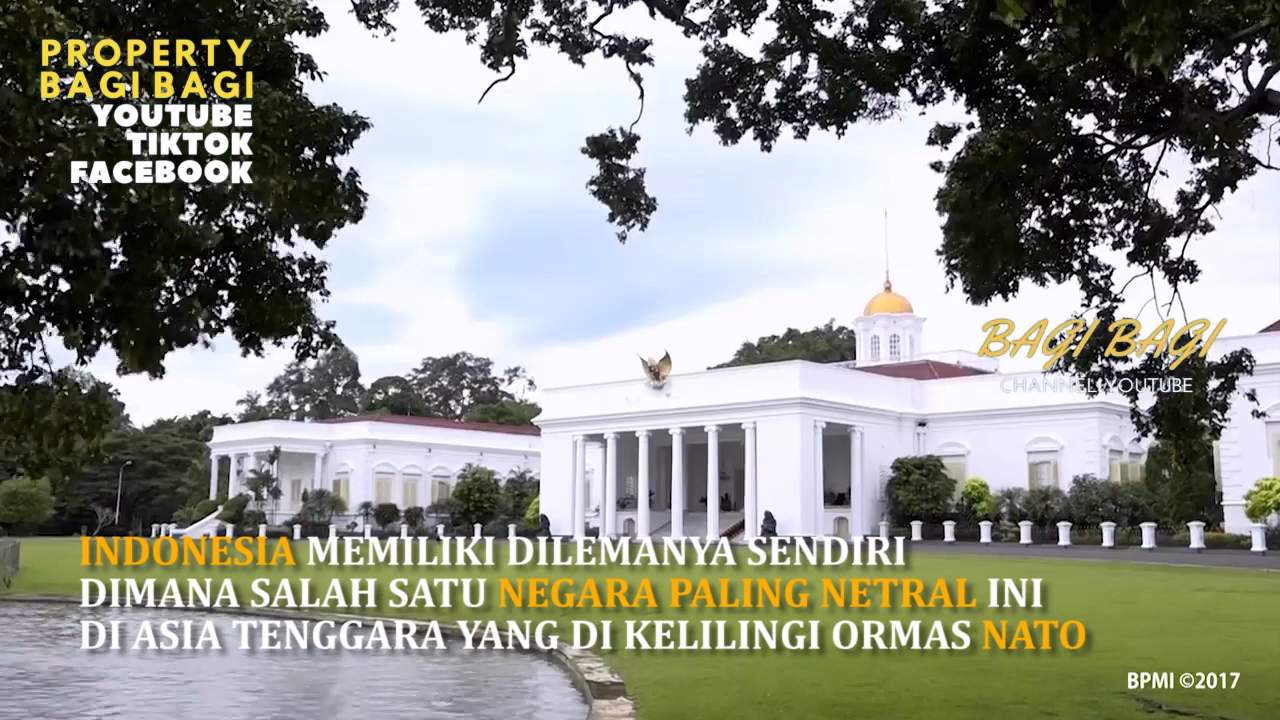 PROPERTY
BAGI BAGI
YOUTUBE
TIKTOK
FACEBOOK
BAGI BAGI
CHANNEL YOUTUBE
INDONESIA MEMILIKI DILEMANYA SENDIRI
DIMANA SALAH SATU NEGARA PALING NETRAL INI
DI ASIA TENGGARA YANG DI KELILINGI ORMAS NATO
BPMI ©2017